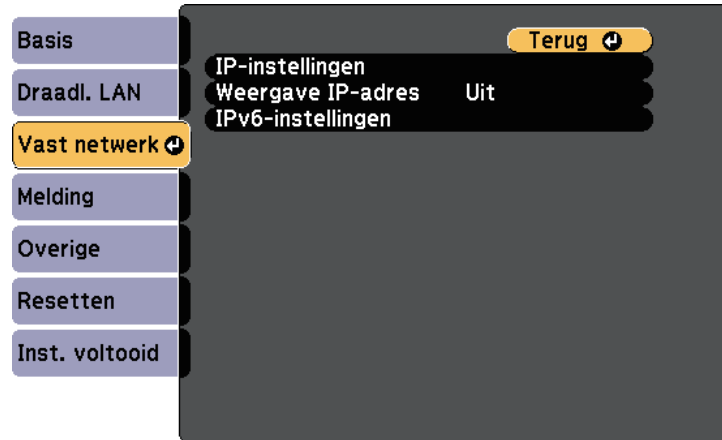 Basis
Draadl. LAN
Vast netwerk
Melding
Overige
Resetten
Inst. voltooid
Terug
IP-instellingen
Weergave IP-adres Uit
IPv6-instellingen